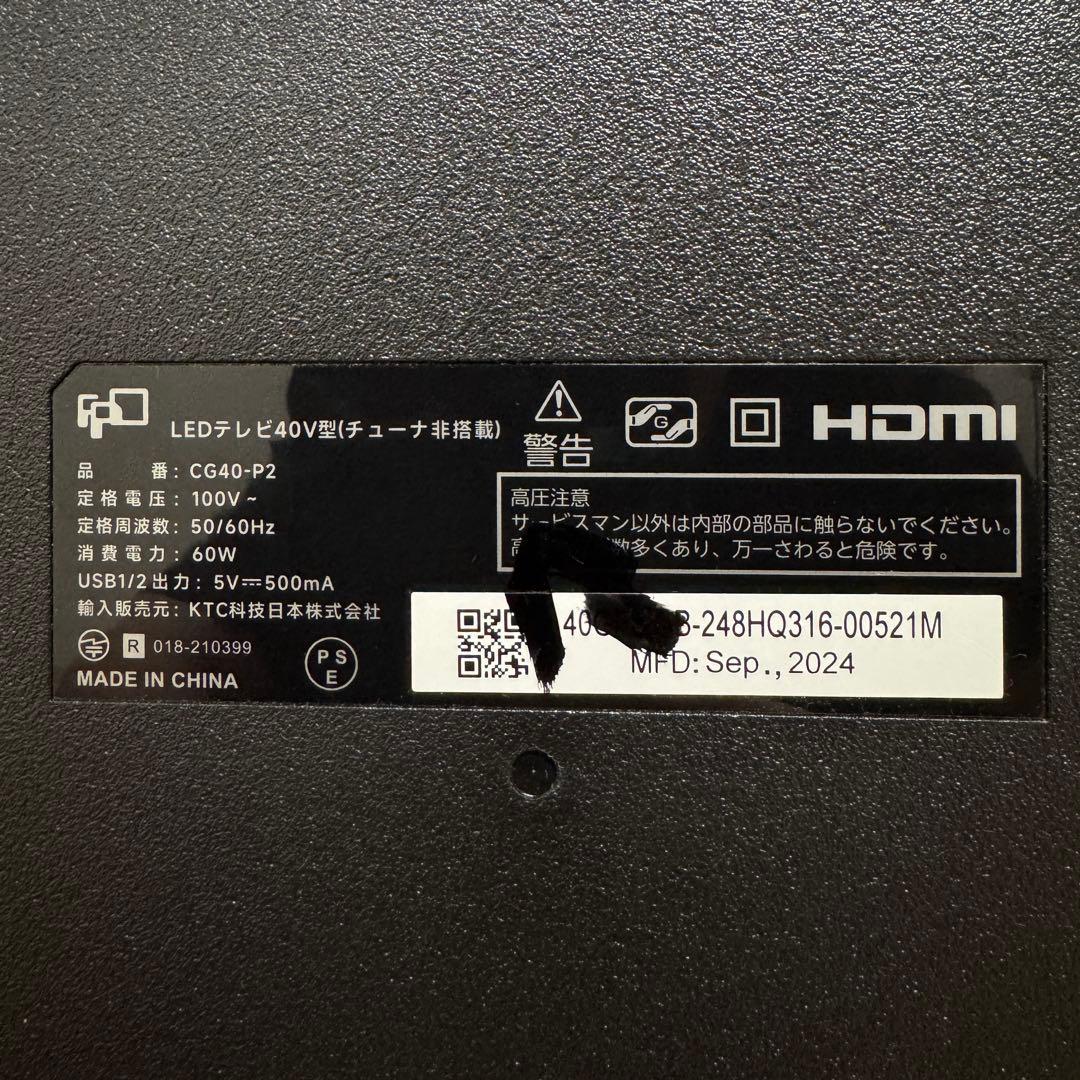 FPD
LEDテレビ40V型(チューナ非搭載)
品 番: CG40-P2
定格電圧: 100V~
定格周波数: 50/60Hz
消費電力: 60W
USB1/2出力: 5V⎓500mA
輸入販売元: KTC科技日本株式会社
R 018-210399
PSE
MADE IN CHINA
警告
G
HDMI
高圧注意
サービスマン以外は内部の部品に触らないでください。
数多くあり、万一さわると危険です。
-248HQ316-00521M
MFD: Sep., 2024